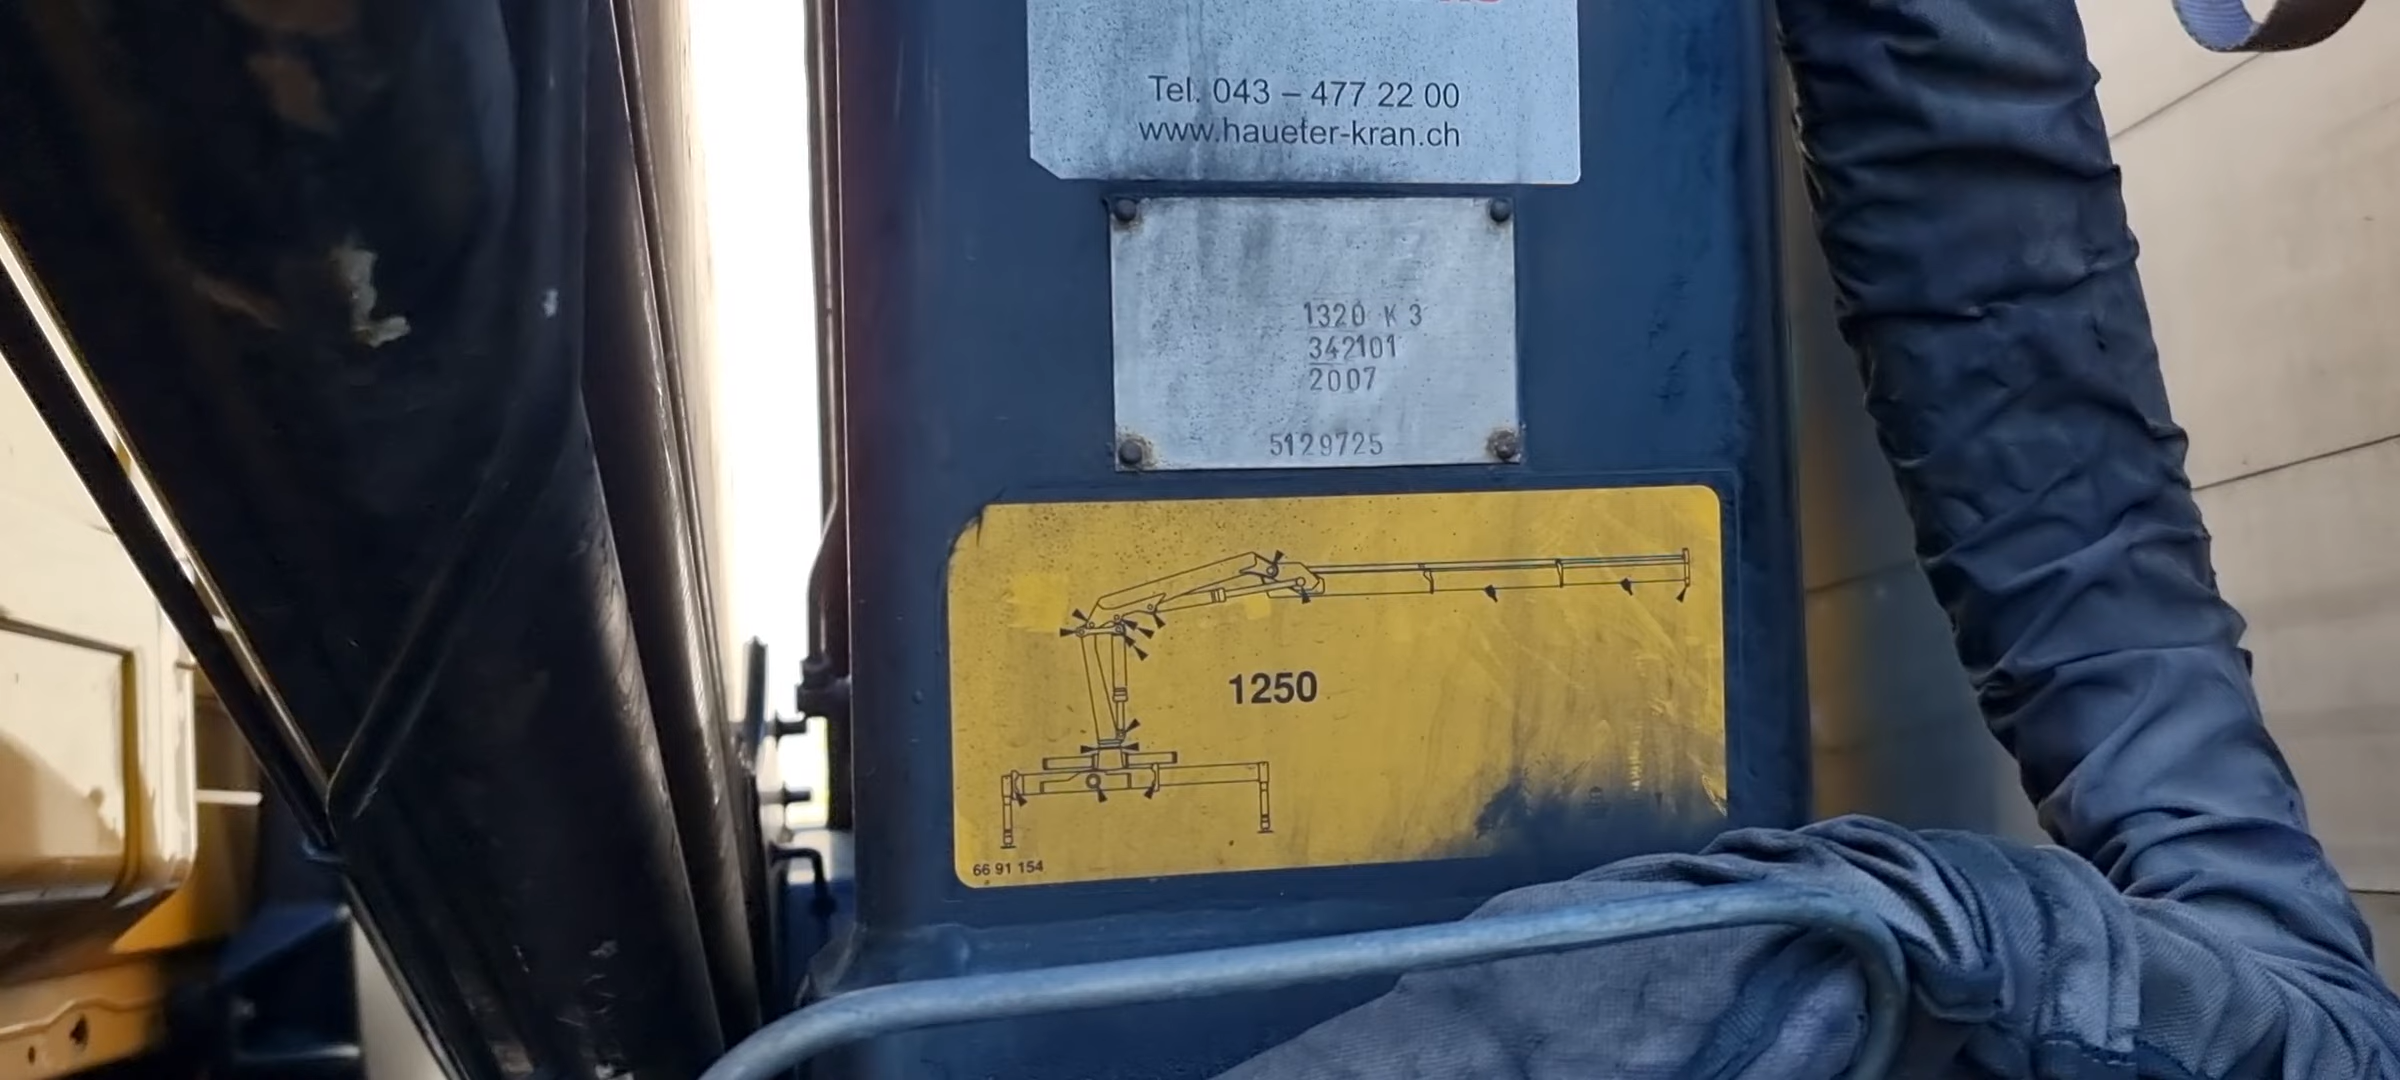 Tel. 043 – 477 22 00
www.haueter-kran.ch
1320 K 3
342101
2007
5129725
1250
66 91 154